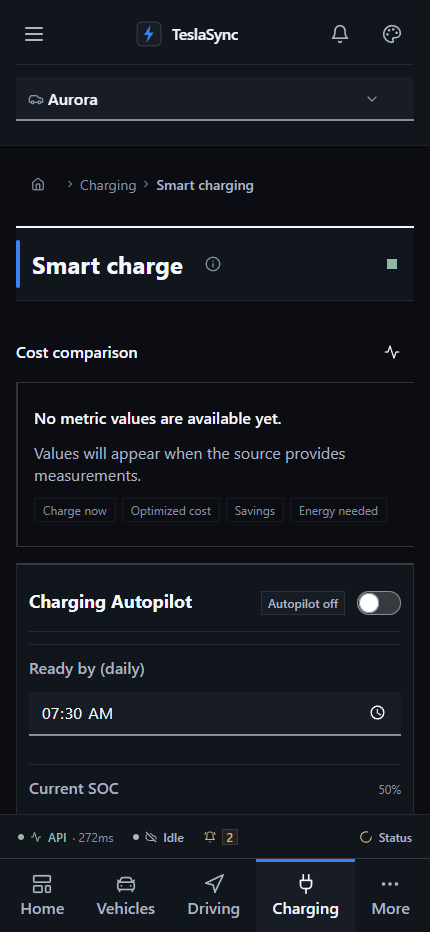 TeslaSync
Aurora
Charging
Smart charging
Smart charge
Cost comparison
No metric values are available yet.
Values will appear when the source provides
measurements.
Charge now
Optimized cost
Savings
Energy needed
Charging Autopilot
Autopilot off
Ready by (daily)
07:30 AM
Current SOC
50%
API · 272ms
Idle
2
Status
Home
Vehicles
Driving
Charging
More